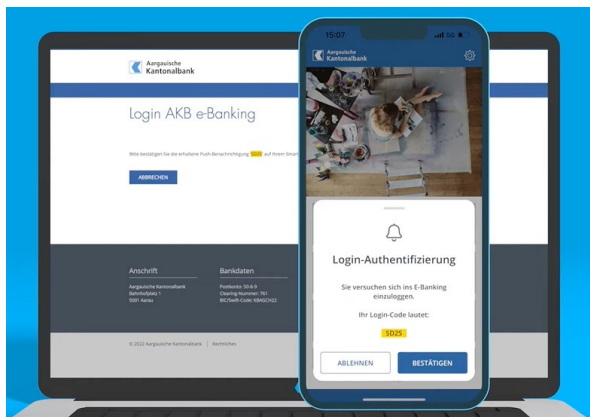 Aargauische
Kantonalbank
Login AKB e-Banking
Bitte bestätigen Sie die erhaltene Push Benachrichtigung SD2S auf Ihrem Smar
ABBRECHEN
Anschrift
Aargauische Kantonalbank
Bahnhofplatz 1
5001 Aarau
Bankdaten
Postkonto: 50-6-9
Clearing-Nummer: 761
BIC/Swift-Code: KBAGCH22
© 2022 Aargauische Kantonalbank | Rechtliches
15:07
5G
Aargauische
Kantonalbank
Login-Authentifizierung
Sie versuchen sich ins E-Banking
einzuloggen.
Ihr Login-Code lautet:
SD2S
ABLEHNEN
BESTÄTIGEN